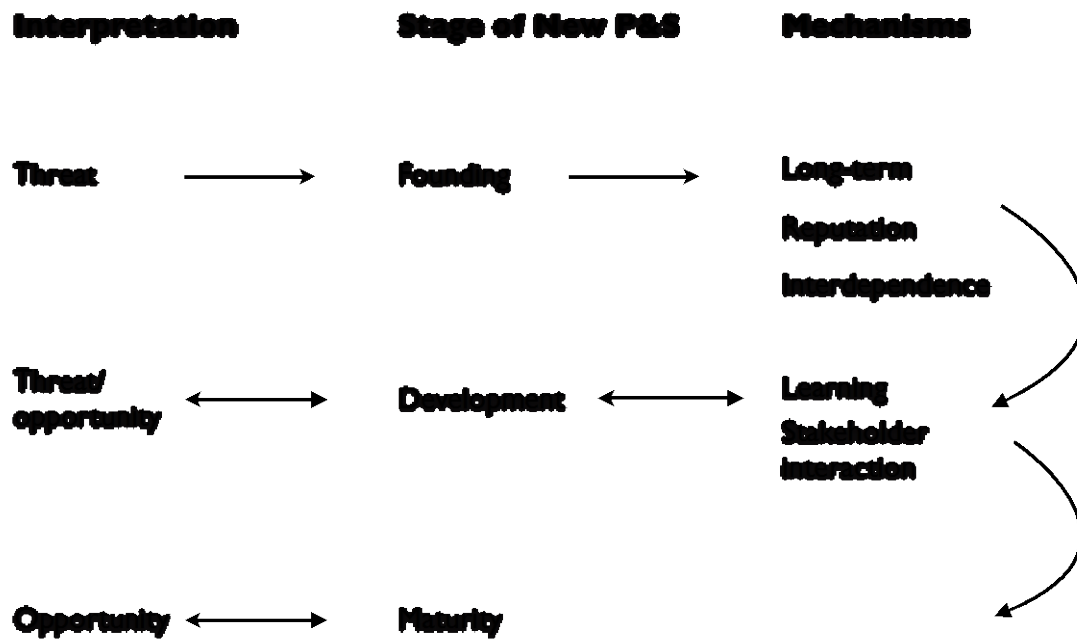 Interpretation Stage of New P&S Mechanisms
Threat Founding Long-term
Reputation
Interdependence
Threat/
opportunity Development Learning
Stakeholder
interaction
Opportunity Maturity